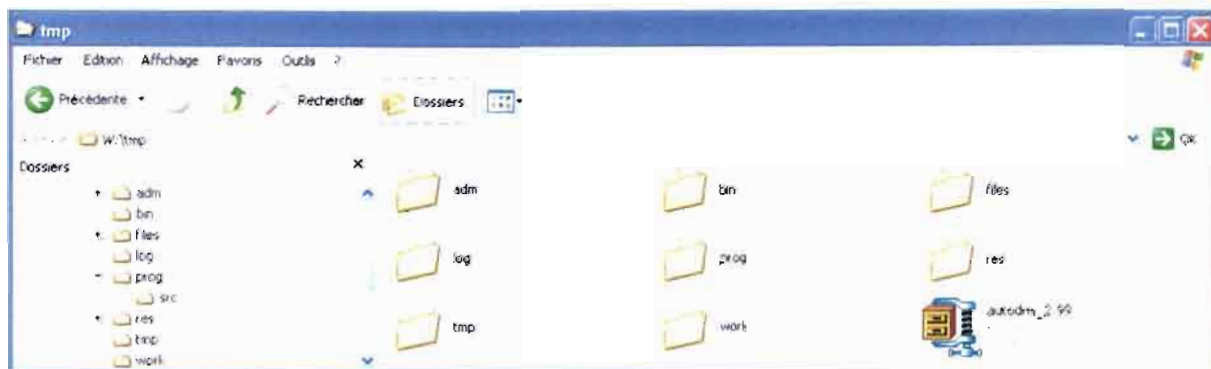 tmp
Fichier Edition Affichage Favoris Outils ?
Précédente Rechercher Dossiers
W:\tmp OK
Dossiers
adm
bin
files
log
prog
src
res
tmp
work
adm bin files
log prog res
tmp work autodm_2.99